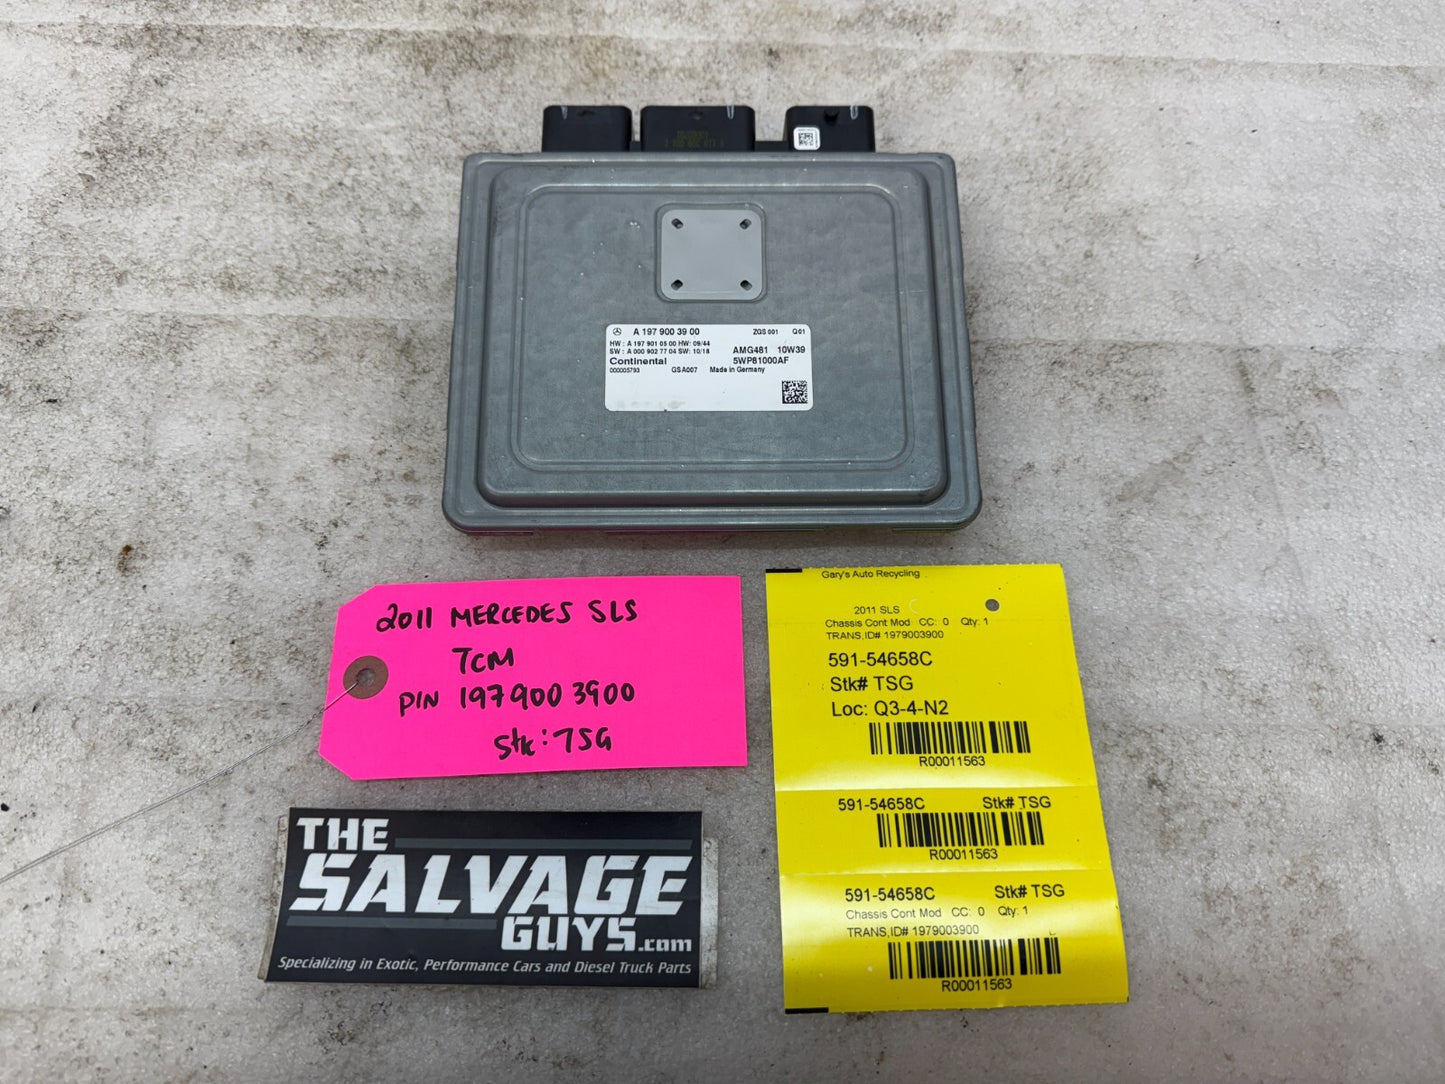 A 197 900 39 00 ZGS 001 Q01
HW : A 197 901 05 00 HW: 09/44
SW : A 000 902 77 04 SW: 10/18
AMG481 10W39
Continental 5WP81000AF
000005793 GSA007 Made in Germany
2011 MERCEDES SLS
TCM
P/N 197 900 3900
Stk: TSG
THE
SALVAGE
GUYS.com
Specializing in Exotic, Performance Cars and Diesel Truck Parts
Gary's Auto Recycling
2011 SLS
Chassis Cont Mod CC: 0 Qty: 1
TRANS,ID# 1979003900
591-54658C
Stk# TSG
Loc: Q3-4-N2
R00011563
591-54658C Stk# TSG
R00011563
591-54658C Stk# TSG
Chassis Cont Mod CC: 0 Qty: 1
TRANS,ID# 1979003900
R00011563